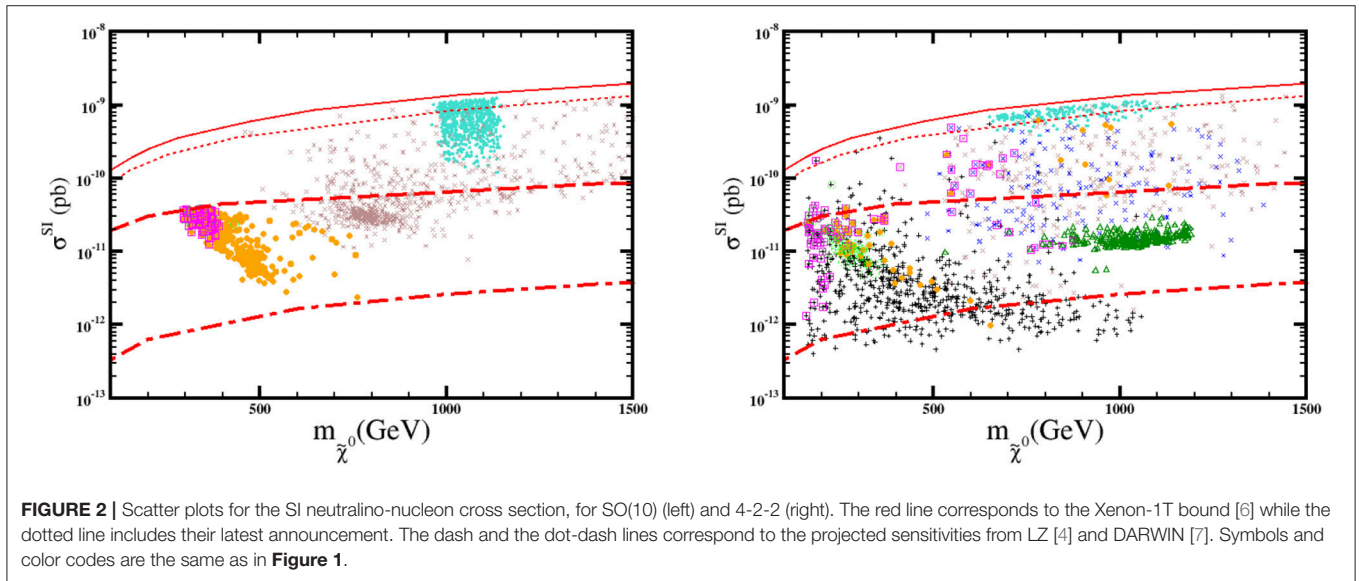 10⁻⁸
10⁻⁹
10⁻¹⁰
10⁻¹¹
10⁻¹²
10⁻¹³
σ^SI (pb)
500 1000 1500
m_χ̃⁰(GeV)
10⁻⁸
10⁻⁹
10⁻¹⁰
10⁻¹¹
10⁻¹²
10⁻¹³
σ^SI (pb)
500 1000 1500
m_χ̃⁰(GeV)
FIGURE 2 | Scatter plots for the SI neutralino-nucleon cross section, for SO(10) (left) and 4-2-2 (right). The red line corresponds to the Xenon-1T bound [6] while the
dotted line includes their latest announcement. The dash and the dot-dash lines correspond to the projected sensitivities from LZ [4] and DARWIN [7]. Symbols and
color codes are the same as in Figure 1.